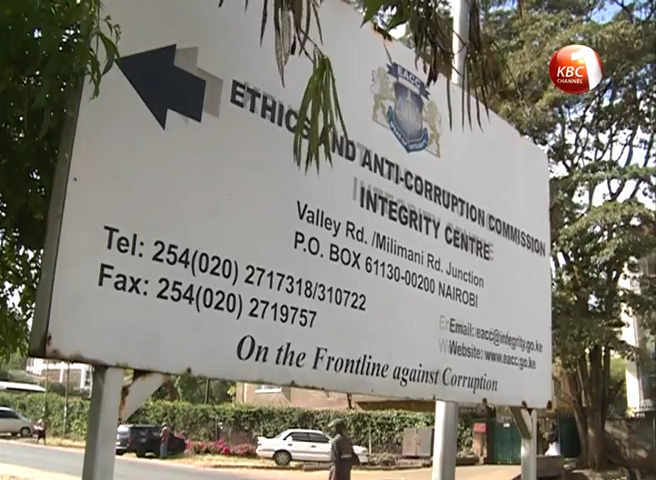 KBC
CHANNEL
EACC
ETHICS AND ANTI-CORRUPTION COMMISSION
INTEGRITY CENTRE
Valley Rd. /Milimani Rd. Junction
P.O. BOX 61130-00200 NAIROBI
Tel: 254(020) 2717318/310722
Fax: 254(020) 2719757
Email: eacc@integrity.go.ke
Website: www.eacc.go.ke
On the Frontline against Corruption